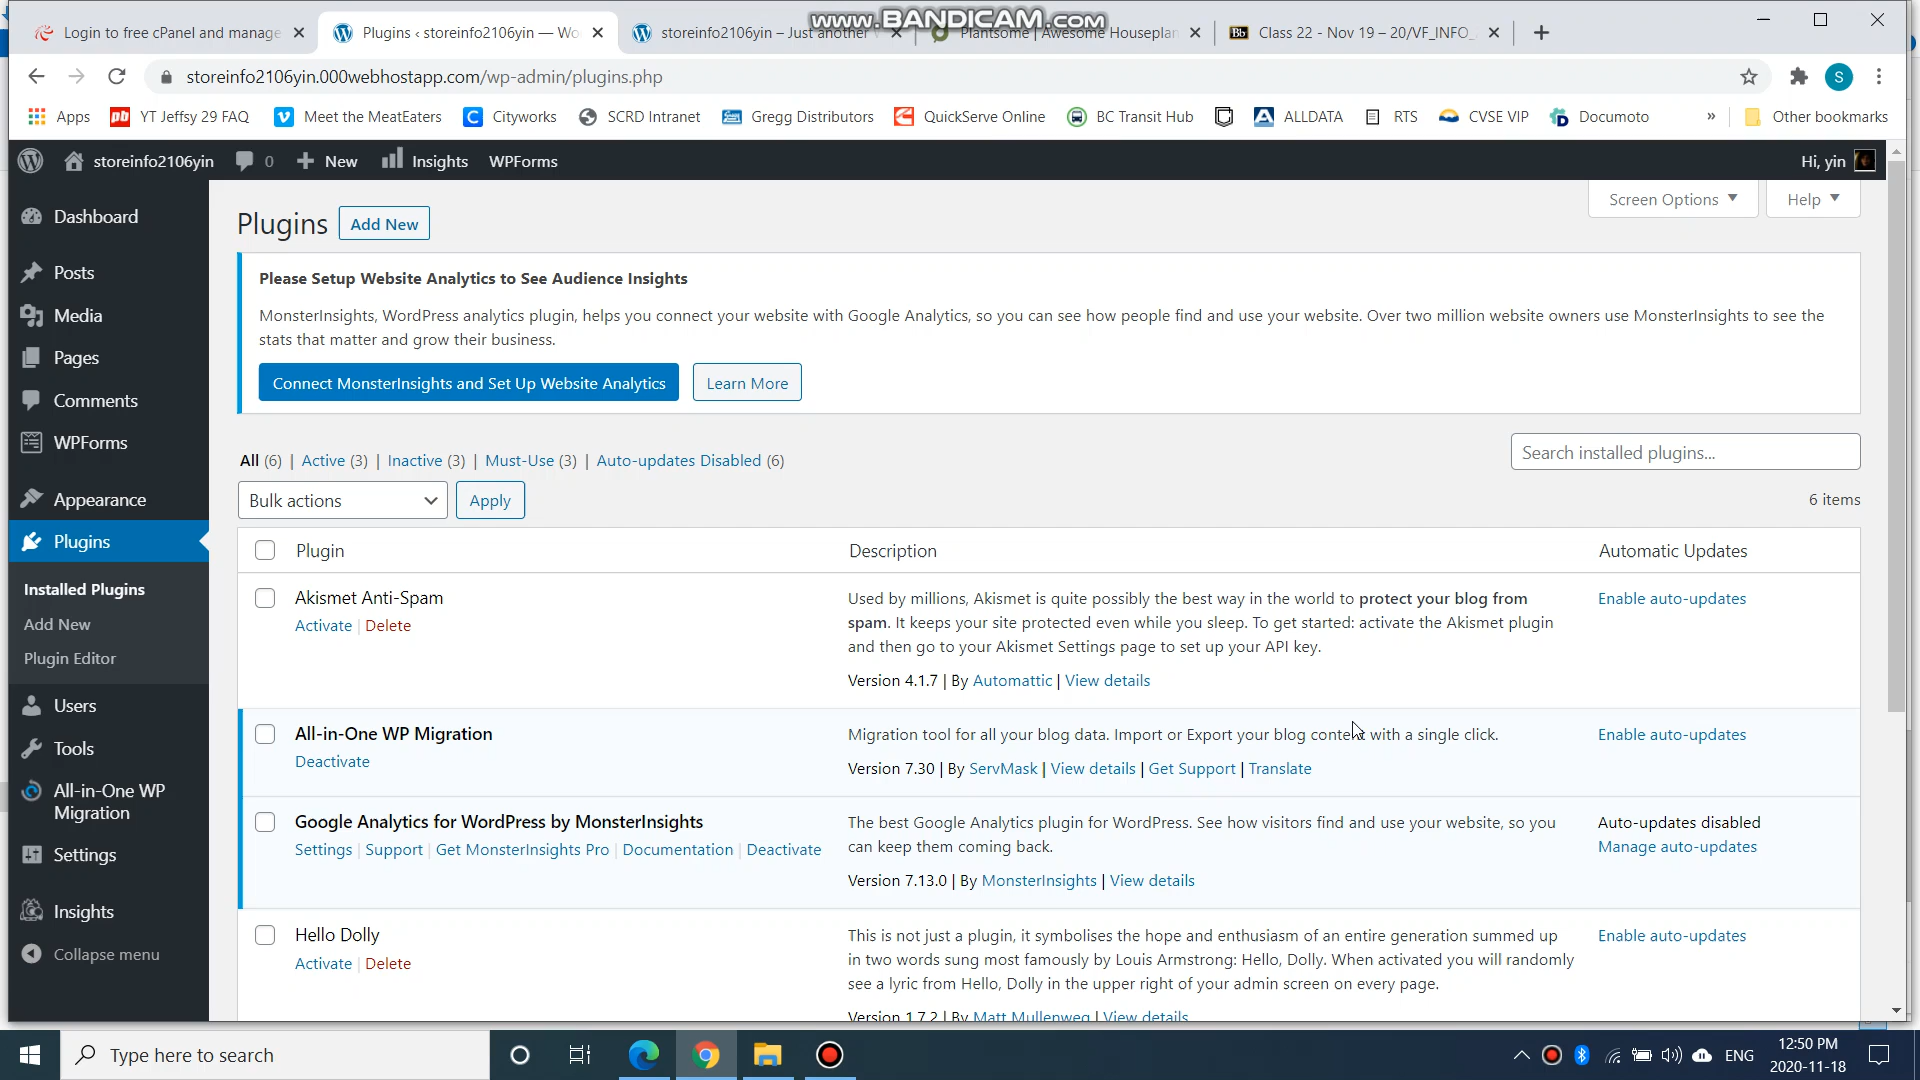 www.BANDICAM.com
Login to free cPanel and manage
Plugins ‹ storeinfo2106yin — Wo
storeinfo2106yin – Just another
Plantsome | Awesome Houseplan
Class 22 - Nov 19 – 20/VF_INFO_
storeinfo2106yin.000webhostapp.com/wp-admin/plugins.php
S
Apps
YT Jeffsy 29 FAQ
Meet the MeatEaters
Cityworks
SCRD Intranet
Gregg Distributors
QuickServe Online
BC Transit Hub
ALLDATA
RTS
CVSE VIP
Documoto
»
Other bookmarks
storeinfo2106yin
0
New
Insights
WPForms
Hi, yin
Dashboard
Posts
Media
Pages
Comments
WPForms
Appearance
Plugins
Installed Plugins
Add New
Plugin Editor
Users
Tools
All-in-One WP
Migration
Settings
Insights
Collapse menu
Screen Options
Help
Plugins
Add New
Please Setup Website Analytics to See Audience Insights
MonsterInsights, WordPress analytics plugin, helps you connect your website with Google Analytics, so you can see how people find and use your website. Over two million website owners use MonsterInsights to see the
stats that matter and grow their business.
Connect MonsterInsights and Set Up Website Analytics
Learn More
All (6) | Active (3) | Inactive (3) | Must-Use (3) | Auto-updates Disabled (6)
Search installed plugins...
Bulk actions
Apply
6 items
Plugin
Description
Automatic Updates
Akismet Anti-Spam
Activate | Delete
Used by millions, Akismet is quite possibly the best way in the world to protect your blog from
spam. It keeps your site protected even while you sleep. To get started: activate the Akismet plugin
and then go to your Akismet Settings page to set up your API key.
Version 4.1.7 | By Automattic | View details
Enable auto-updates
All-in-One WP Migration
Deactivate
Migration tool for all your blog data. Import or Export your blog content with a single click.
Version 7.30 | By ServMask | View details | Get Support | Translate
Enable auto-updates
Google Analytics for WordPress by MonsterInsights
Settings | Support | Get MonsterInsights Pro | Documentation | Deactivate
The best Google Analytics plugin for WordPress. See how visitors find and use your website, so you
can keep them coming back.
Version 7.13.0 | By MonsterInsights | View details
Auto-updates disabled
Manage auto-updates
Hello Dolly
Activate | Delete
This is not just a plugin, it symbolises the hope and enthusiasm of an entire generation summed up
in two words sung most famously by Louis Armstrong: Hello, Dolly. When activated you will randomly
see a lyric from Hello, Dolly in the upper right of your admin screen on every page.
Version 1.7.2 | By Matt Mullenweg | View details
Enable auto-updates
Type here to search
ENG
12:50 PM
2020-11-18